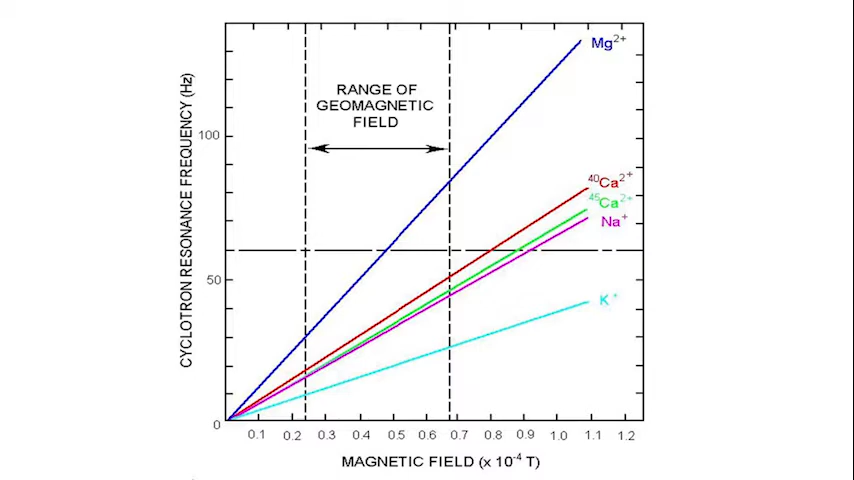 Mg²⁺
RANGE OF
GEOMAGNETIC
FIELD
CYCLOTRON RESONANCE FREQUENCY (Hz)
100
⁴⁰Ca²⁺
⁴⁵Ca²⁺
Na⁺
50
K⁺
0
0.1 0.2 0.3 0.4 0.5 0.6 0.7 0.8 0.9 1.0 1.1 1.2
MAGNETIC FIELD (x 10⁻⁴ T)